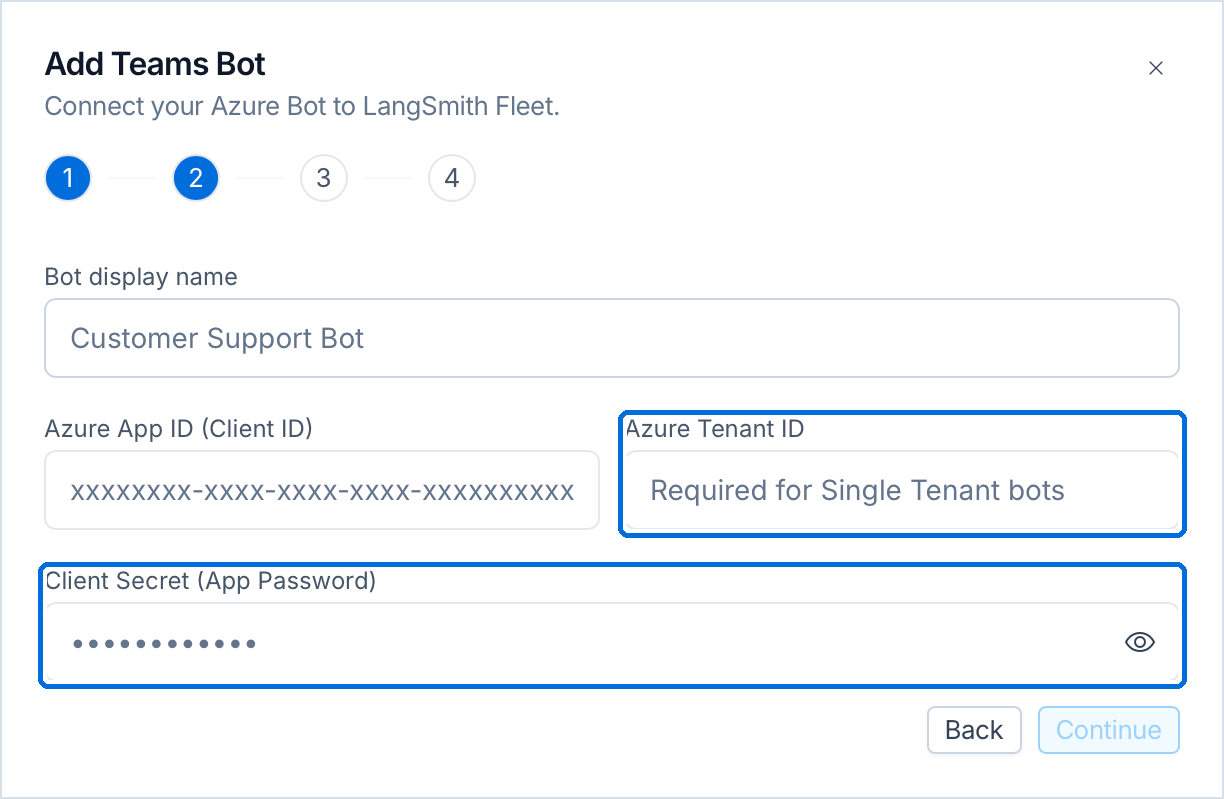 Add Teams Bot
Connect your Azure Bot to LangSmith Fleet.
1 2 3 4
Bot display name
Customer Support Bot
Azure App ID (Client ID)
xxxxxxxx-xxxx-xxxx-xxxx-xxxxxxxxxx
Azure Tenant ID
Required for Single Tenant bots
Client Secret (App Password)
••••••••••••
Back
Continue